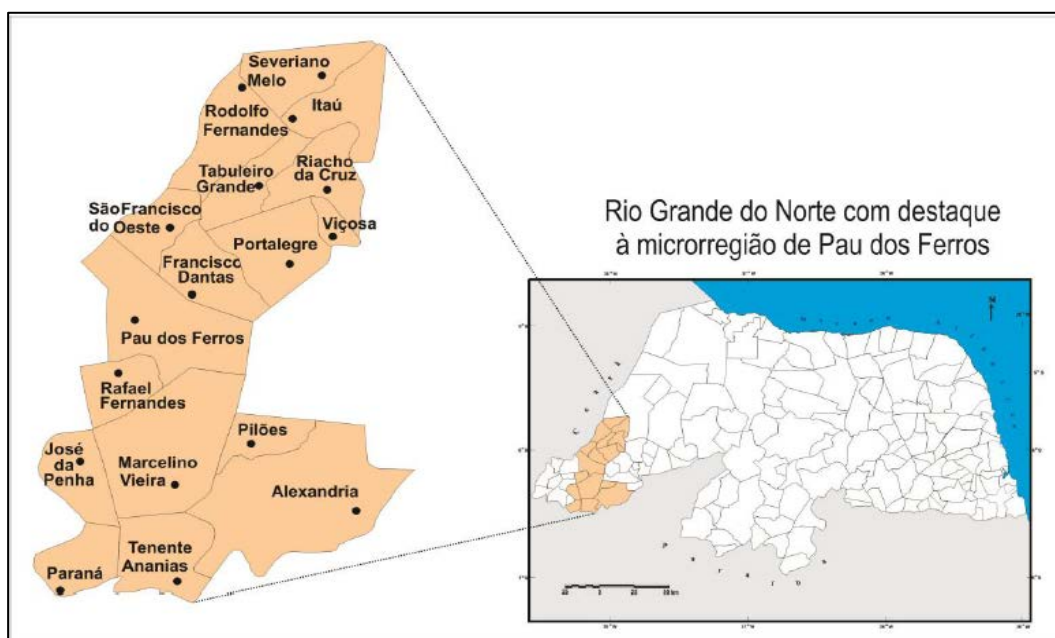 Severiano
Melo
Itaú
Rodolfo
Fernandes
Tabuleiro
Grande
Riacho
da Cruz
São Francisco
do Oeste
Viçosa
Portalegre
Francisco
Dantas
Pau dos Ferros
Rafael
Fernandes
Pilões
José
da
Penha
Marcelino
Vieira
Alexandria
Tenente
Ananias
Paraná
Rio Grande do Norte com destaque
à microrregião de Pau dos Ferros
N
Ceará